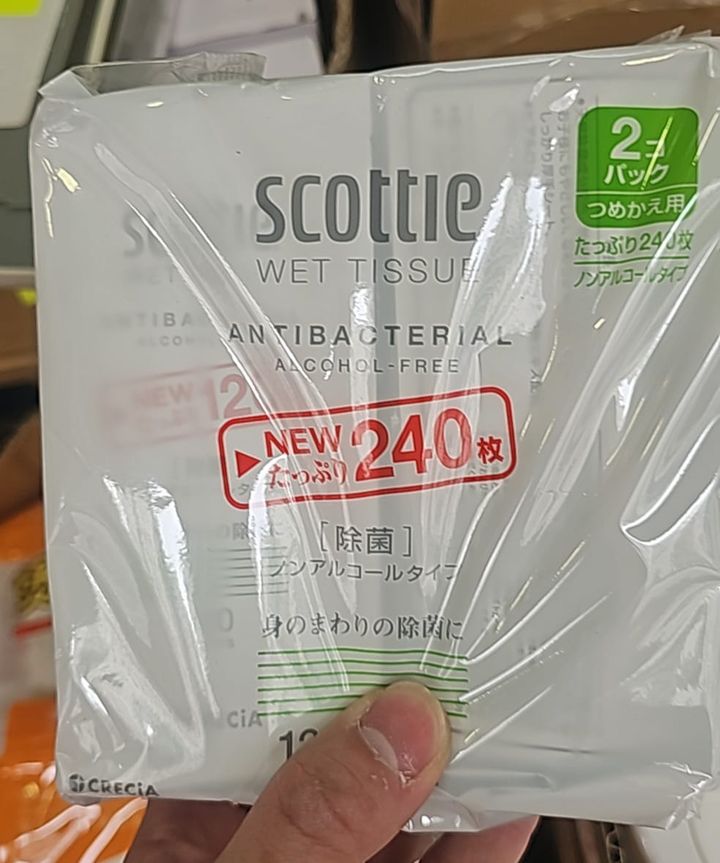 scottie
WET TISSUE
ANTIBACTERIAL
ALCOHOL-FREE
NEW
たっぷり240枚
[除菌]
ノンアルコールタイプ
身のまわりの除菌に
2コ
パック
つめかえ用
たっぷり240枚
ノンアルコールタイプ
CRECIA